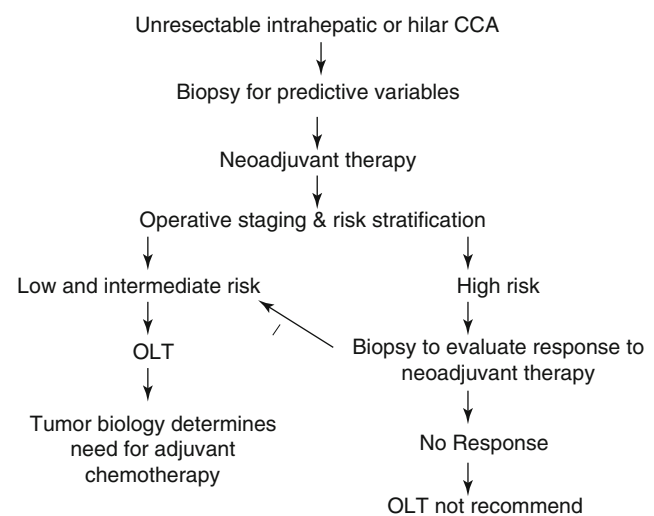 Unresectable intrahepatic or hilar CCA
Biopsy for predictive variables
Neoadjuvant therapy
Operative staging & risk stratification
Low and intermediate risk
High risk
OLT
Biopsy to evaluate response to
neoadjuvant therapy
Tumor biology determines
need for adjuvant
chemotherapy
No Response
OLT not recommend